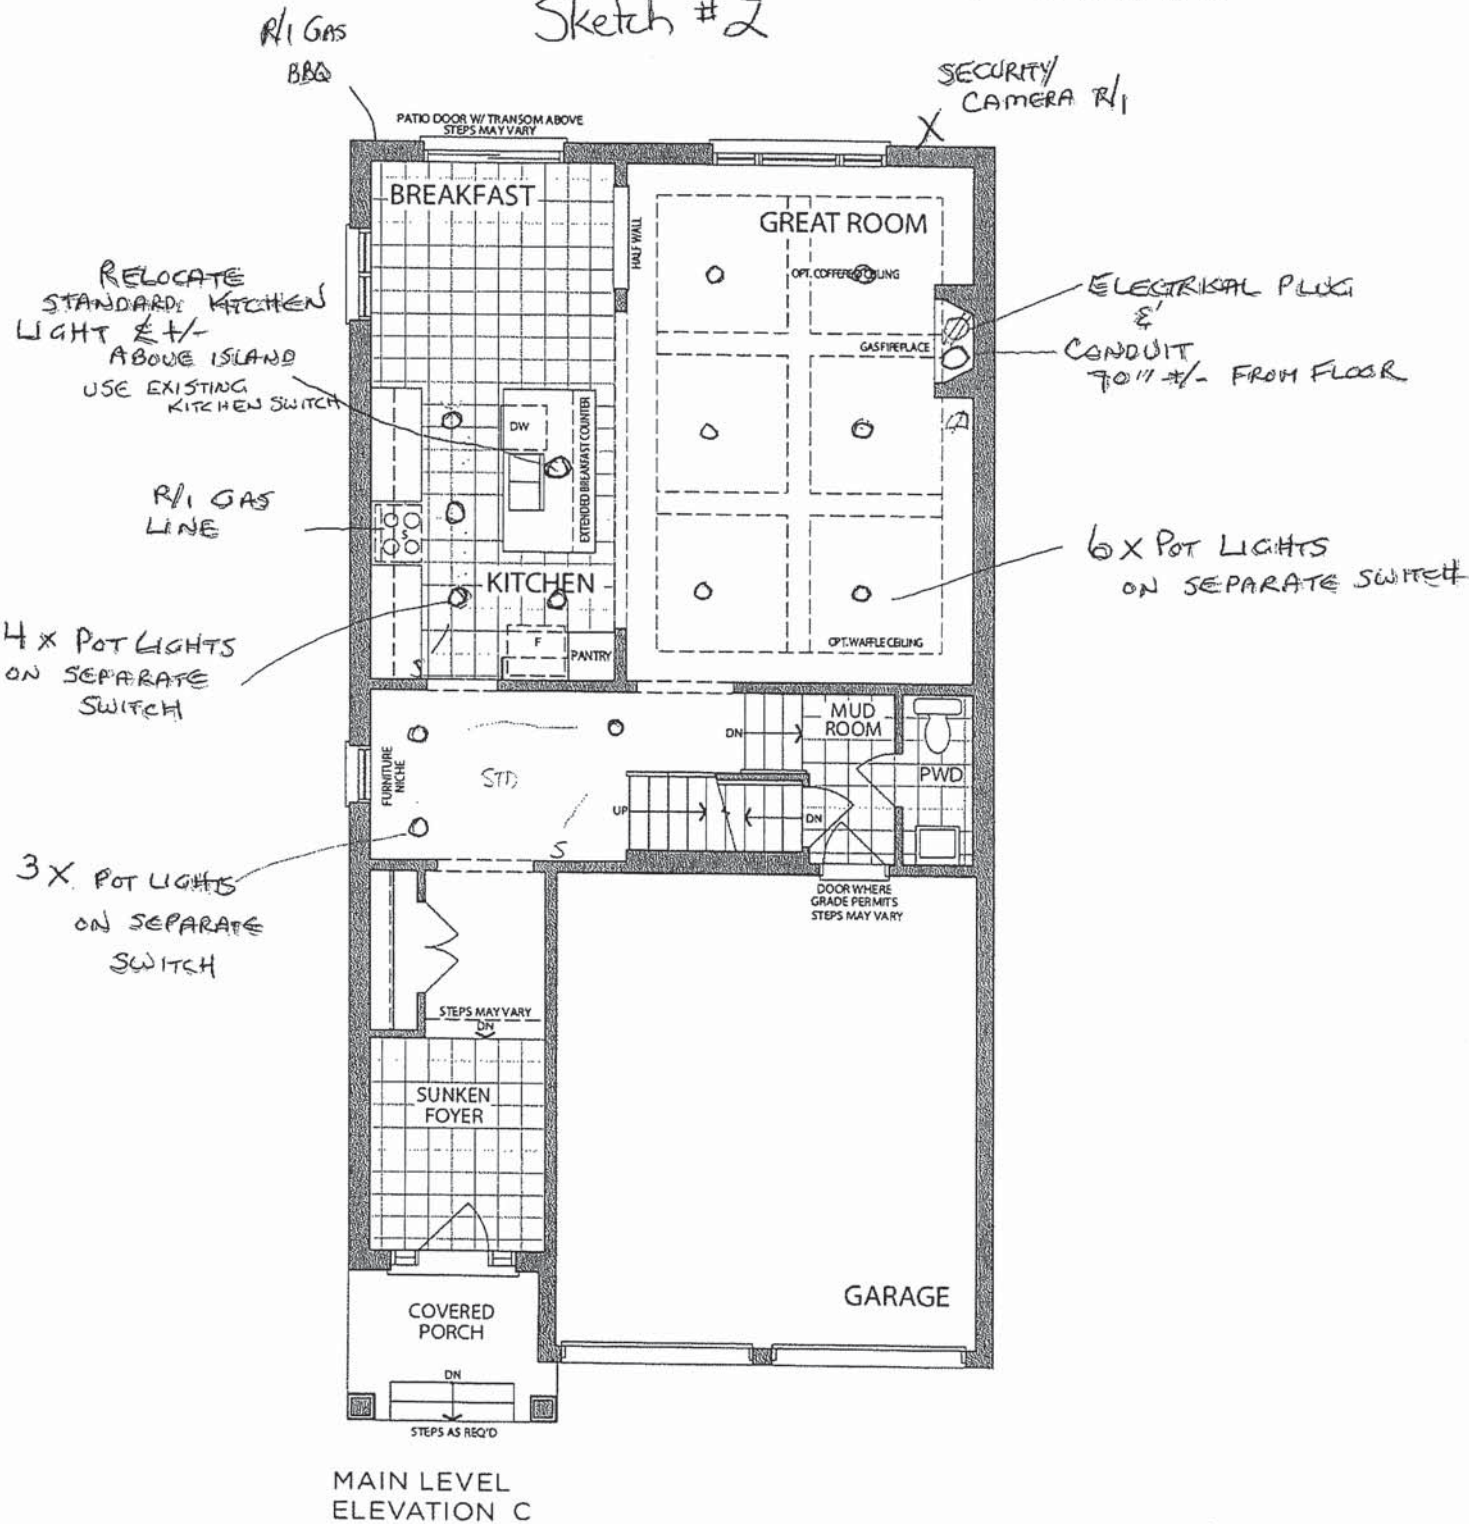 Sketch #2
R/I GAS
BBQ
SECURITY/
CAMERA R/I
X
PATIO DOOR W/ TRANSOM ABOVE
STEPS MAY VARY
BREAKFAST
GREAT ROOM
HALF WALL
OPT. COFFERED CEILING
RELOCATE
STANDARD KITCHEN
LIGHT & +/-
ABOVE ISLAND
USE EXISTING
KITCHEN SWITCH
ELECTRICAL PLUG
&
CONDUIT
70" +/- FROM FLOOR
GAS FIREPLACE
DW
EXTENDED BREAKFAST COUNTER
R/I GAS
LINE
S
6 X POT LIGHTS
ON SEPARATE SWITCH
KITCHEN
F
PANTRY
OPT. WAFFLE CEILING
4 X POT LIGHTS
ON SEPARATE
SWITCH
S
MUD
ROOM
DN
FURNITURE
NICHE
STD
PWD
UP
DN
S
3 X POT LIGHTS
ON SEPARATE
SWITCH
DOOR WHERE
GRADE PERMITS
STEPS MAY VARY
STEPS MAY VARY
DN
SUNKEN
FOYER
GARAGE
COVERED
PORCH
DN
STEPS AS REQ'D
MAIN LEVEL
ELEVATION C